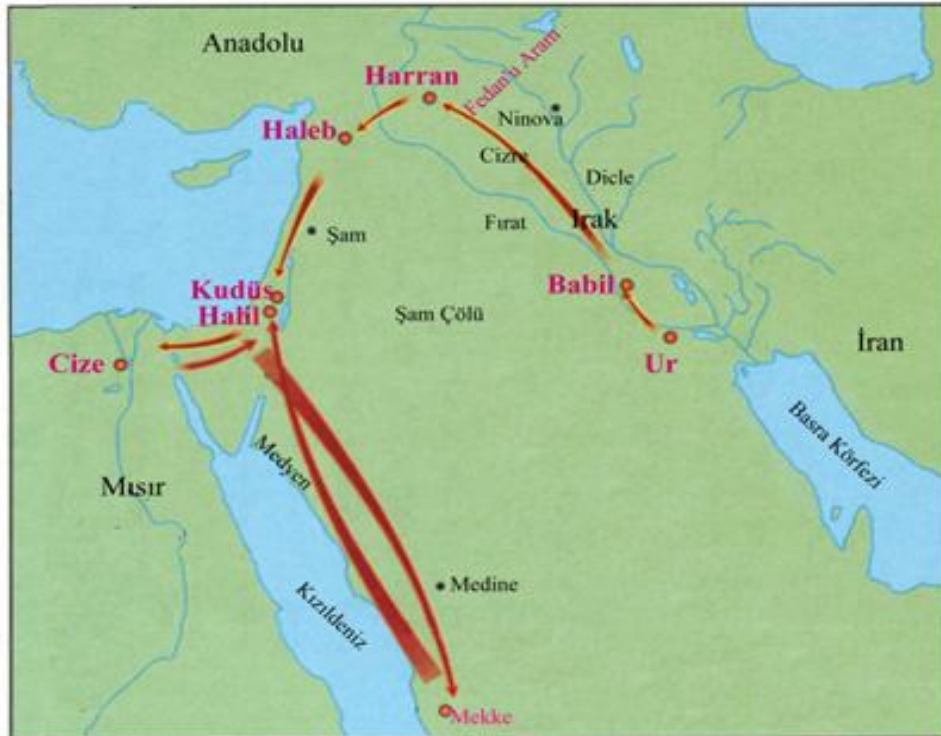 Anadolu
Harran
Fedan'u Aram
Ninova
Haleb
Cizre
Dicle
Şam
Fırat
Irak
Kudüs
Halil
Babil
Şam Çölü
Cize
Ur
İran
Basra Körfezi
Medyen
Mısır
Medine
Kızıldeniz
Mekke